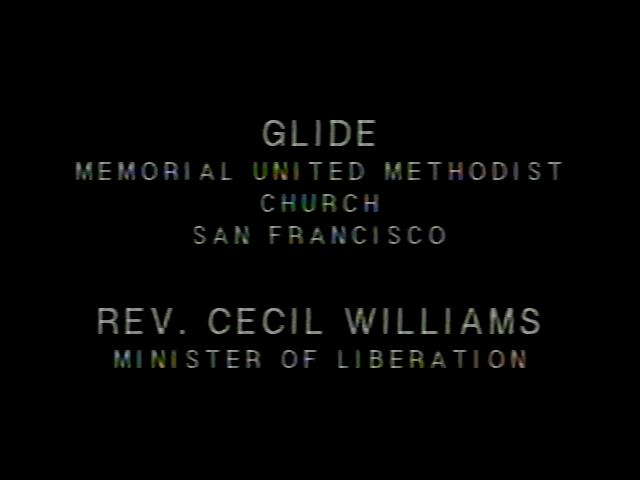 GLIDE
MEMORIAL UNITED METHODIST
CHURCH
SAN FRANCISCO
REV. CECIL WILLIAMS
MINISTER OF LIBERATION